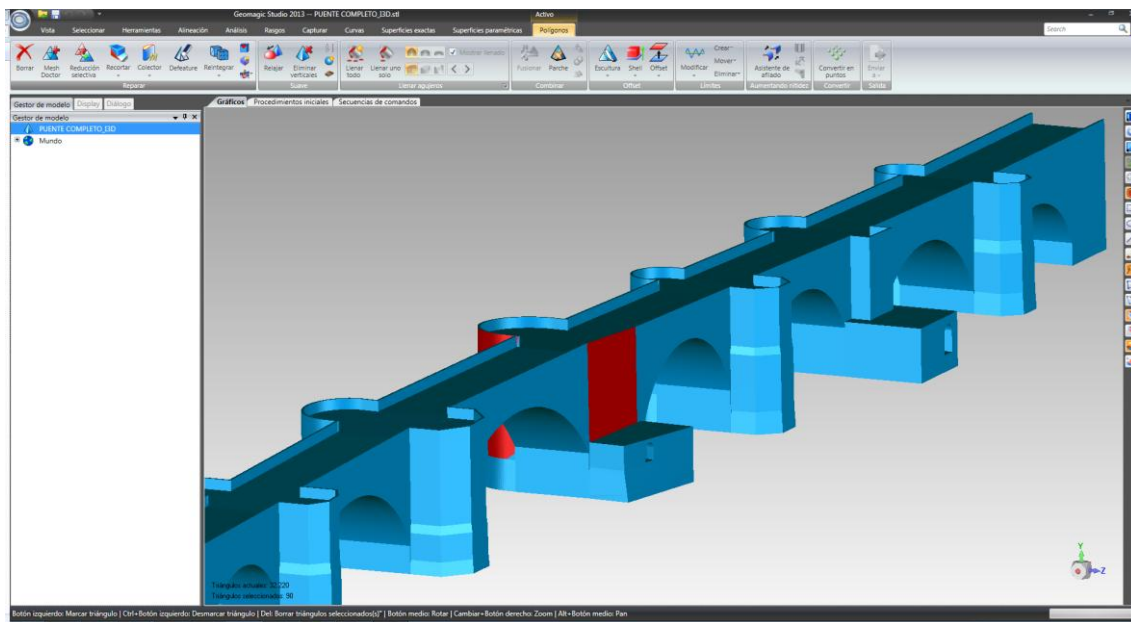 Geomagic Studio 2013 -- PUENTE COMPLETO_I3D.stl
Activo
Vista Seleccionar Herramientas Alineación Análisis Rasgos Capturar Curvas Superficies exactas Superficies paramétricas Polígonos
Search
Borrar Mesh Doctor Reducción selectiva Recortar Colector Defeature Reintegrar
Relajar Eliminar verticales
Llenar todo Llenar uno solo Mostrar llenado
Fusionar Parche
Escultura Shell Offset
Modificar Crear Mover Eliminar
Asistente de afilado
Convertir en puntos
Enviar a
Reparar Suave Llenar agujeros Combinar Offset Límites Aumentando nitidez Convertir Salida
Gestor de modelo Display Diálogo
Gráficos Procedimientos iniciales Secuencias de comandos
Gestor de modelo
PUENTE COMPLETO_I3D
Mundo
Y
Z
Triángulos seleccionados: 90
Botón izquierdo: Marcar triángulo | Ctrl+Botón izquierdo: Desmarcar triángulo | Del: Borrar triángulos seleccionados(s)" | Botón medio: Rotar | Cambiar+Botón derecho: Zoom | Alt+Botón medio: Pan